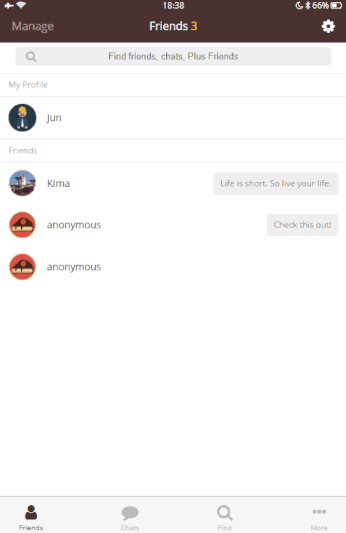 18:38 66%
Manage Friends 3
Find friends, chats, Plus Friends
My Profile
Jun
Friends
Kima Life is short. So live your life.
anonymous Check this out!
anonymous
Friends Chats Find More